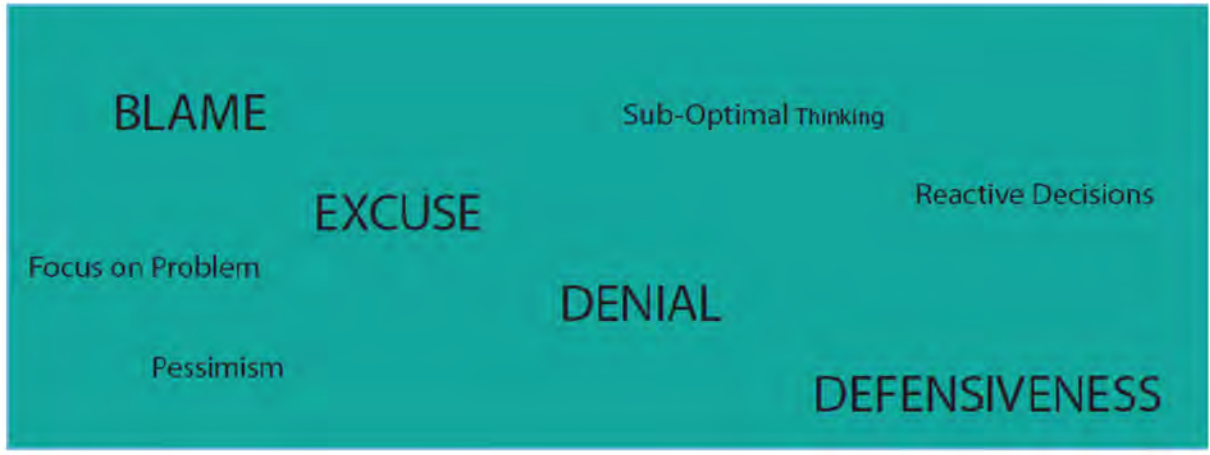 BLAME
Sub-Optimal Thinking
Reactive Decisions
EXCUSE
Focus on Problem
DENIAL
Pessimism
DEFENSIVENESS